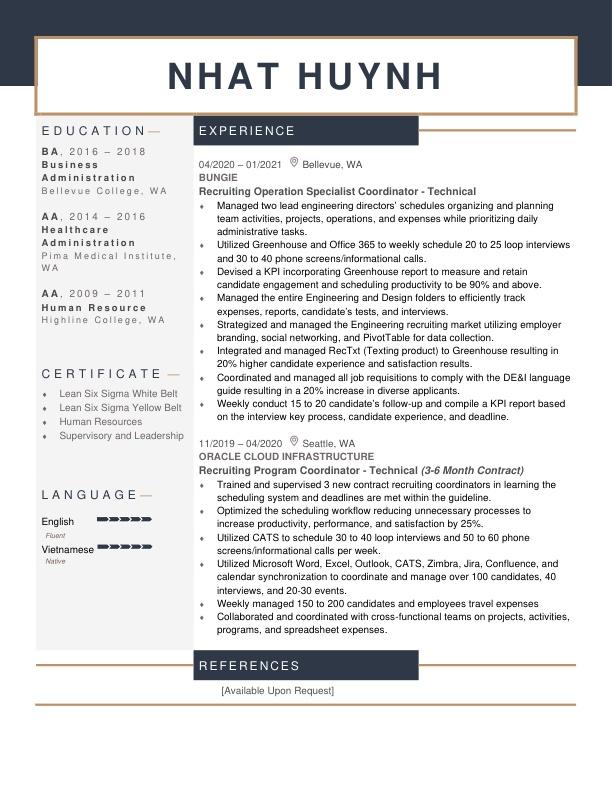 NHAT HUYNH
EDUCATION
BA, 2016 – 2018
Business
Administration
Bellevue College, WA
AA, 2014 – 2016
Healthcare
Administration
Pima Medical Institute,
WA
AA, 2009 – 2011
Human Resource
Highline College, WA
CERTIFICATE
Lean Six Sigma White Belt
Lean Six Sigma Yellow Belt
Human Resources
Supervisory and Leadership
LANGUAGE
English
Fluent
Vietnamese
Native
EXPERIENCE
04/2020 – 01/2021 Bellevue, WA
BUNGIE
Recruiting Operation Specialist Coordinator - Technical
Managed two lead engineering directors’ schedules organizing and planning
team activities, projects, operations, and expenses while prioritizing daily
administrative tasks.
Utilized Greenhouse and Office 365 to weekly schedule 20 to 25 loop interviews
and 30 to 40 phone screens/informational calls.
Devised a KPI incorporating Greenhouse report to measure and retain
candidate engagement and scheduling productivity to be 90% and above.
Managed the entire Engineering and Design folders to efficiently track
expenses, reports, candidate’s tests, and interviews.
Strategized and managed the Engineering recruiting market utilizing employer
branding, social networking, and PivotTable for data collection.
Integrated and managed RecTxt (Texting product) to Greenhouse resulting in
20% higher candidate experience and satisfaction results.
Coordinated and managed all job requisitions to comply with the DE&I language
guide resulting in a 20% increase in diverse applicants.
Weekly conduct 15 to 20 candidate’s follow-up and compile a KPI report based
on the interview key process, candidate experience, and deadline.
11/2019 – 04/2020 Seattle, WA
ORACLE CLOUD INFRASTRUCTURE
Recruiting Program Coordinator - Technical (3-6 Month Contract)
Trained and supervised 3 new contract recruiting coordinators in learning the
scheduling system and deadlines are met within the guideline.
Optimized the scheduling workflow reducing unnecessary processes to
increase productivity, performance, and satisfaction by 25%.
Utilized CATS to schedule 30 to 40 loop interviews and 50 to 60 phone
screens/informational calls per week.
Utilized Microsoft Word, Excel, Outlook, CATS, Zimbra, Jira, Confluence, and
calendar synchronization to coordinate and manage over 100 candidates, 40
interviews, and 20-30 events.
Weekly managed 150 to 200 candidates and employees travel expenses
Collaborated and coordinated with cross-functional teams on projects, activities,
programs, and spreadsheet expenses.
REFERENCES
[Available Upon Request]